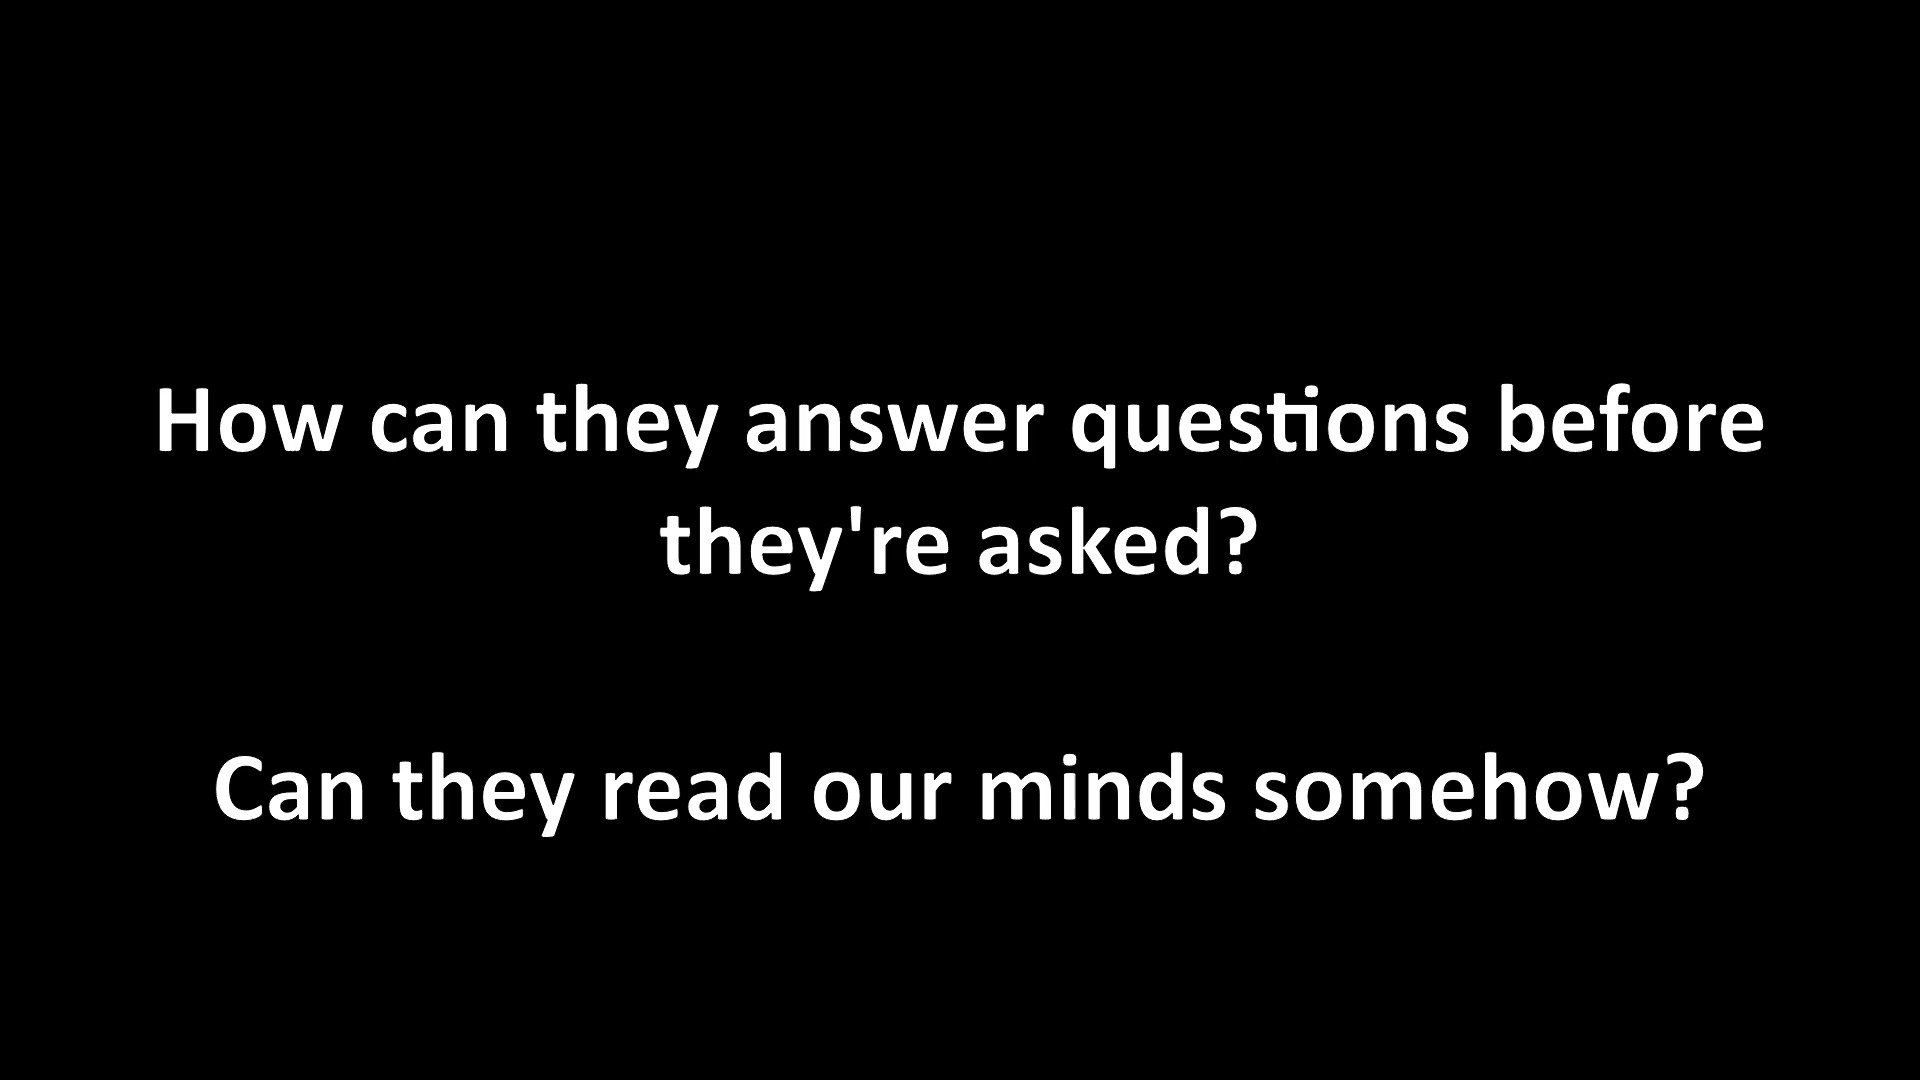 How can they answer questions before
they're asked?
Can they read our minds somehow?